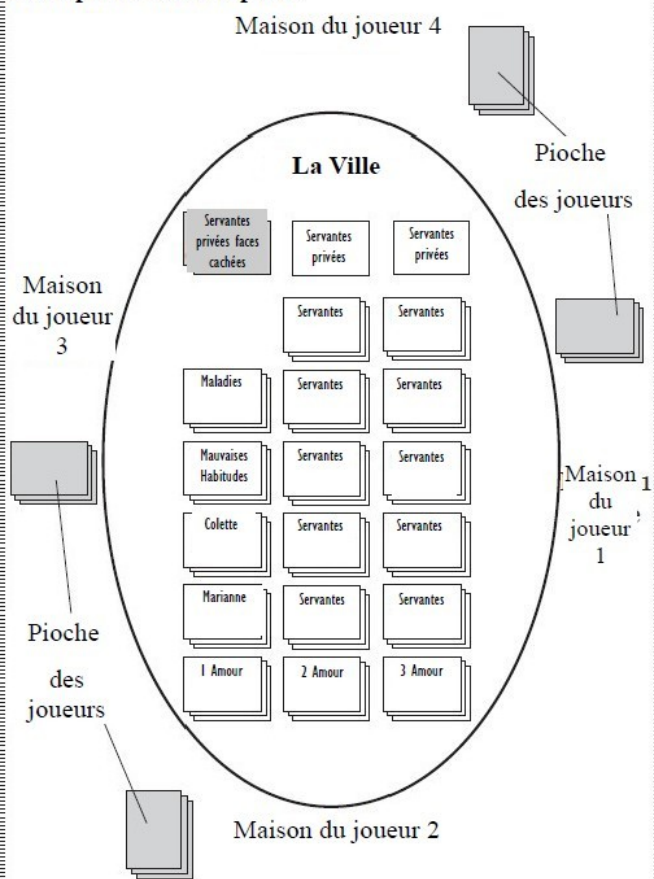 Maison du joueur 4
Pioche
des joueurs
La Ville
Servantes
privées faces
cachées
Servantes
privées
Servantes
privées
Maison
du joueur
3
Servantes
Servantes
Maladies
Servantes
Servantes
Mauvaises
Habitudes
Servantes
Servantes
Maison
du
joueur
1
1
Colette
Servantes
Servantes
Marianne
Servantes
Servantes
1 Amour
2 Amour
3 Amour
Pioche
des
joueurs
Maison du joueur 2